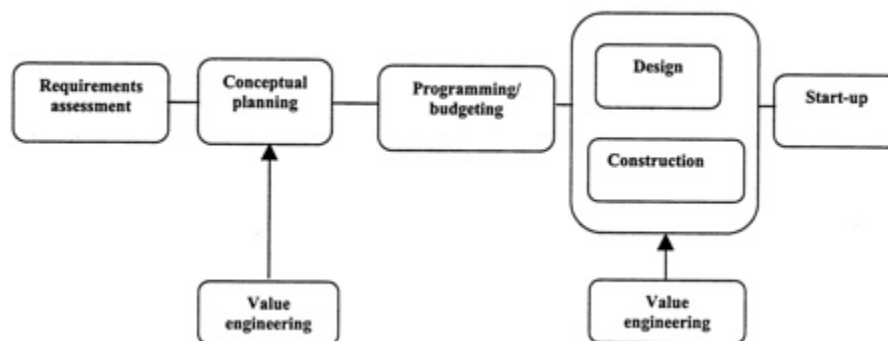 Requirements
assessment
Conceptual
planning
Programming/
budgeting
Design
Construction
Start-up
Value
engineering
Value
engineering